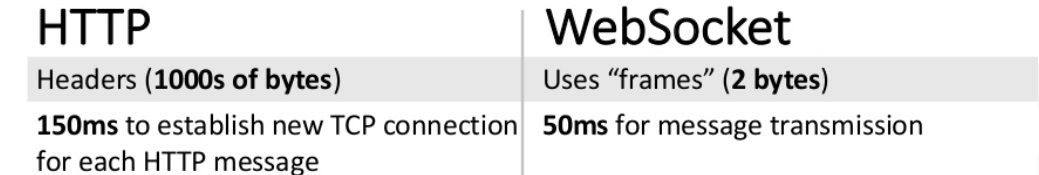 HTTP
WebSocket
Headers (1000s of bytes)
Uses “frames” (2 bytes)
150ms to establish new TCP connection
for each HTTP message
50ms for message transmission